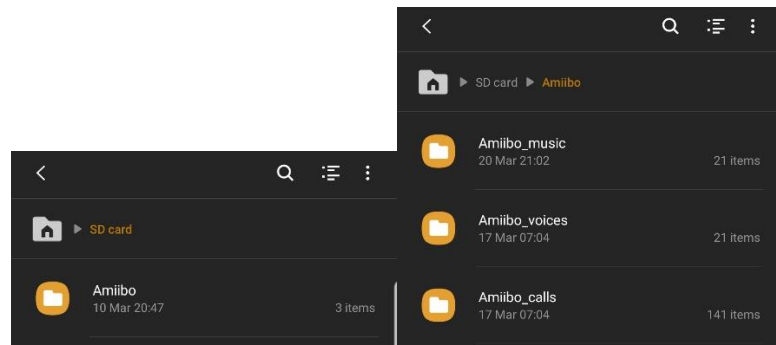 SD card
Amiibo
10 Mar 20:47
3 items
SD card
Amiibo
Amiibo_music
20 Mar 21:02
21 items
Amiibo_voices
17 Mar 07:04
21 items
Amiibo_calls
17 Mar 07:04
141 items